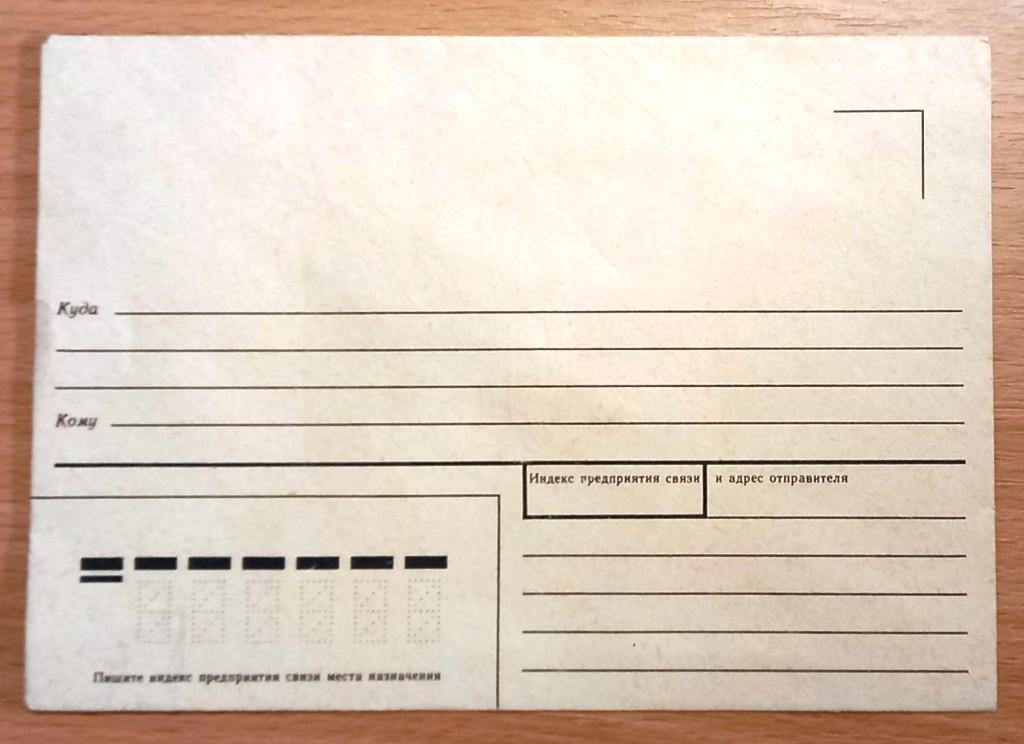 Куда
Кому
Индекс предприятия связи и адрес отправителя
Пишите индекс предприятия связи места назначения